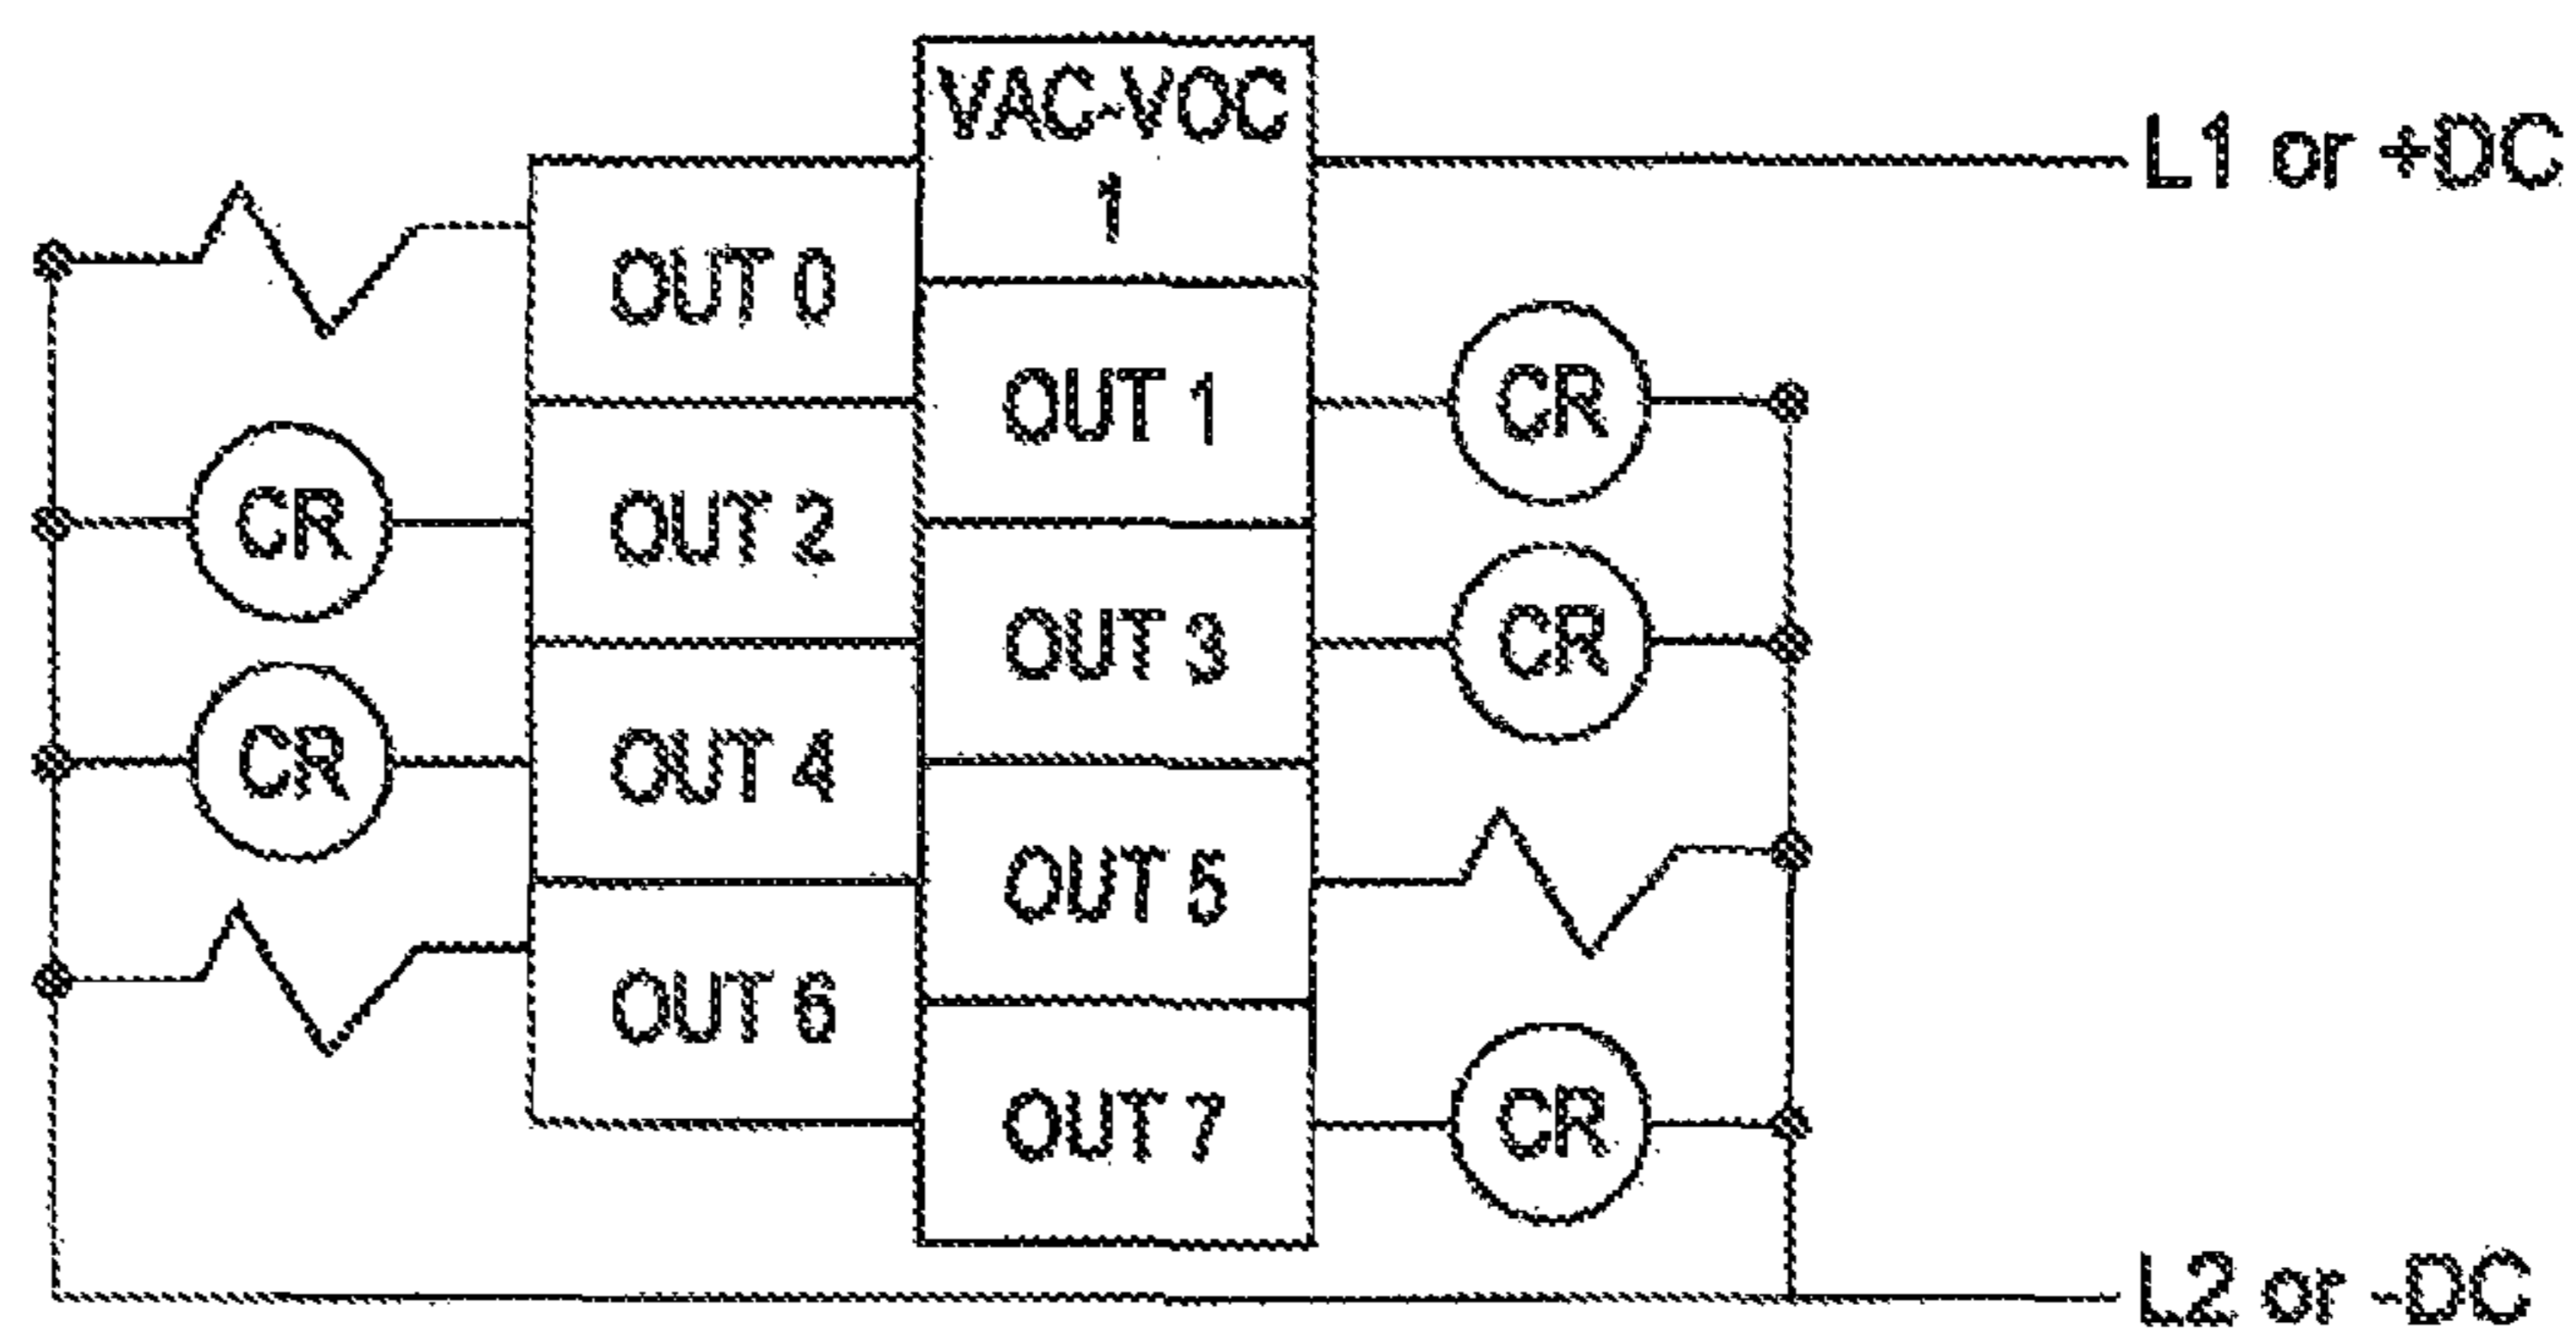 VAC-VOC
1
L1 or +DC
OUT 0
OUT 1
CR
CR
OUT 2
OUT 3
CR
CR
OUT 4
OUT 5
OUT 6
OUT 7
CR
L2 or -DC